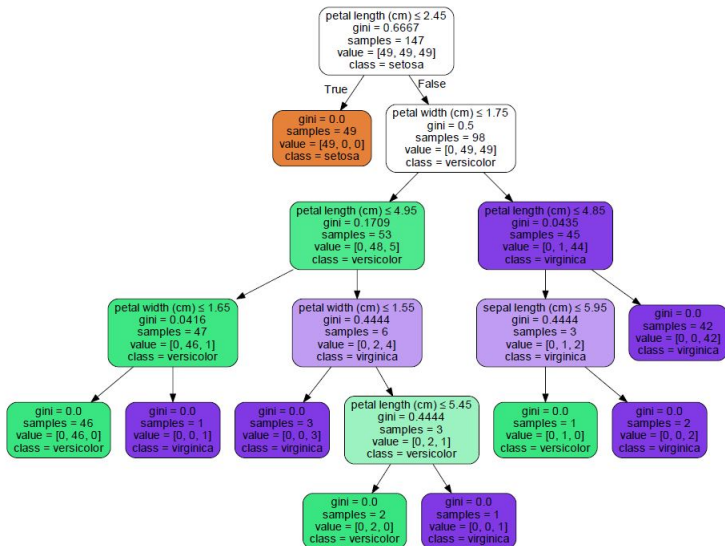 petal length (cm) ≤ 2.45
gini = 0.6667
samples = 147
value = [49, 49, 49]
class = setosa
True
False
gini = 0.0
samples = 49
value = [49, 0, 0]
class = setosa
petal width (cm) ≤ 1.75
gini = 0.5
samples = 98
value = [0, 49, 49]
class = versicolor
petal length (cm) ≤ 4.95
gini = 0.1709
samples = 53
value = [0, 48, 5]
class = versicolor
petal length (cm) ≤ 4.85
gini = 0.0435
samples = 45
value = [0, 1, 44]
class = virginica
petal width (cm) ≤ 1.65
gini = 0.0416
samples = 47
value = [0, 46, 1]
class = versicolor
petal width (cm) ≤ 1.55
gini = 0.4444
samples = 6
value = [0, 2, 4]
class = virginica
sepal length (cm) ≤ 5.95
gini = 0.4444
samples = 3
value = [0, 1, 2]
class = virginica
gini = 0.0
samples = 42
value = [0, 0, 42]
class = virginica
gini = 0.0
samples = 46
value = [0, 46, 0]
class = versicolor
gini = 0.0
samples = 1
value = [0, 0, 1]
class = virginica
gini = 0.0
samples = 3
value = [0, 0, 3]
class = virginica
petal length (cm) ≤ 5.45
gini = 0.4444
samples = 3
value = [0, 2, 1]
class = versicolor
gini = 0.0
samples = 1
value = [0, 1, 0]
class = versicolor
gini = 0.0
samples = 2
value = [0, 0, 2]
class = virginica
gini = 0.0
samples = 2
value = [0, 2, 0]
class = versicolor
gini = 0.0
samples = 1
value = [0, 0, 1]
class = virginica